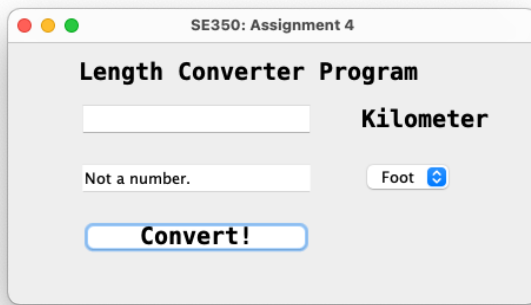 SE350: Assignment 4
Length Converter Program
Kilometer
Not a number.
Foot
Convert!